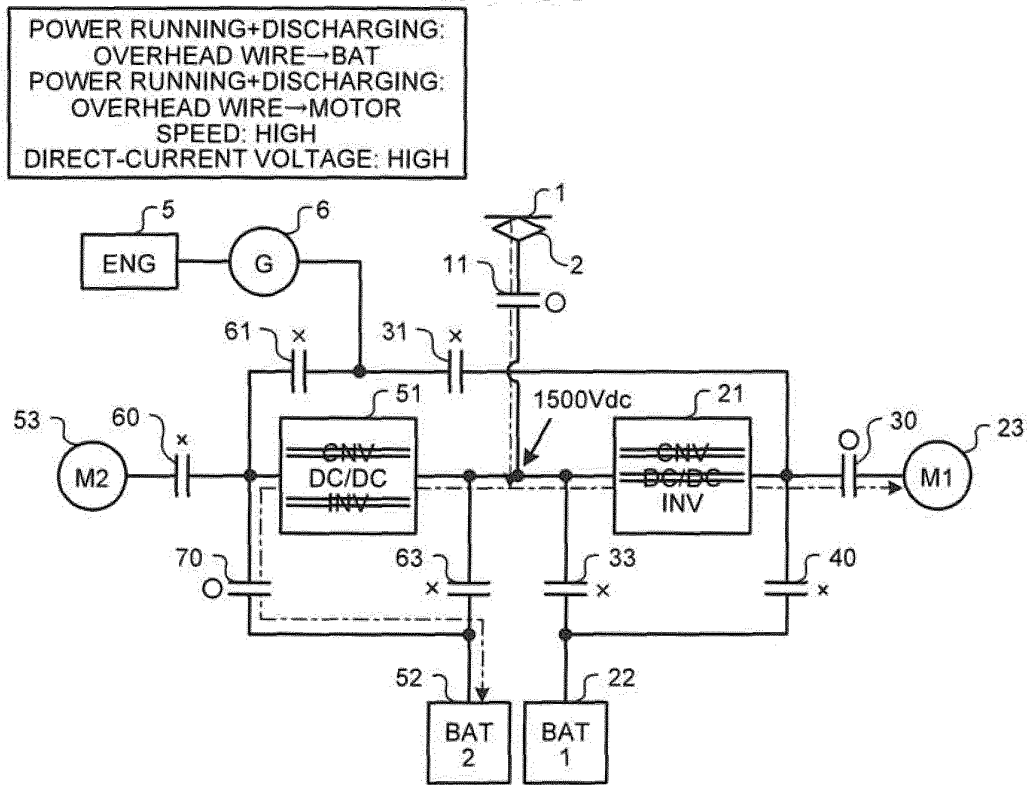 POWER RUNNING+DISCHARGING:
OVERHEAD WIRE→BAT
POWER RUNNING+DISCHARGING:
OVERHEAD WIRE→MOTOR
SPEED: HIGH
DIRECT-CURRENT VOLTAGE: HIGH
1
5
6
ENG
G
11
2
61
×
31
×
51
1500Vdc
21
53
60
×
30
23
M2
CNV
DC/DC
INV
CNV
DC/DC
INV
M1
70
63
×
33
×
40
×
52
22
BAT
2
BAT
1